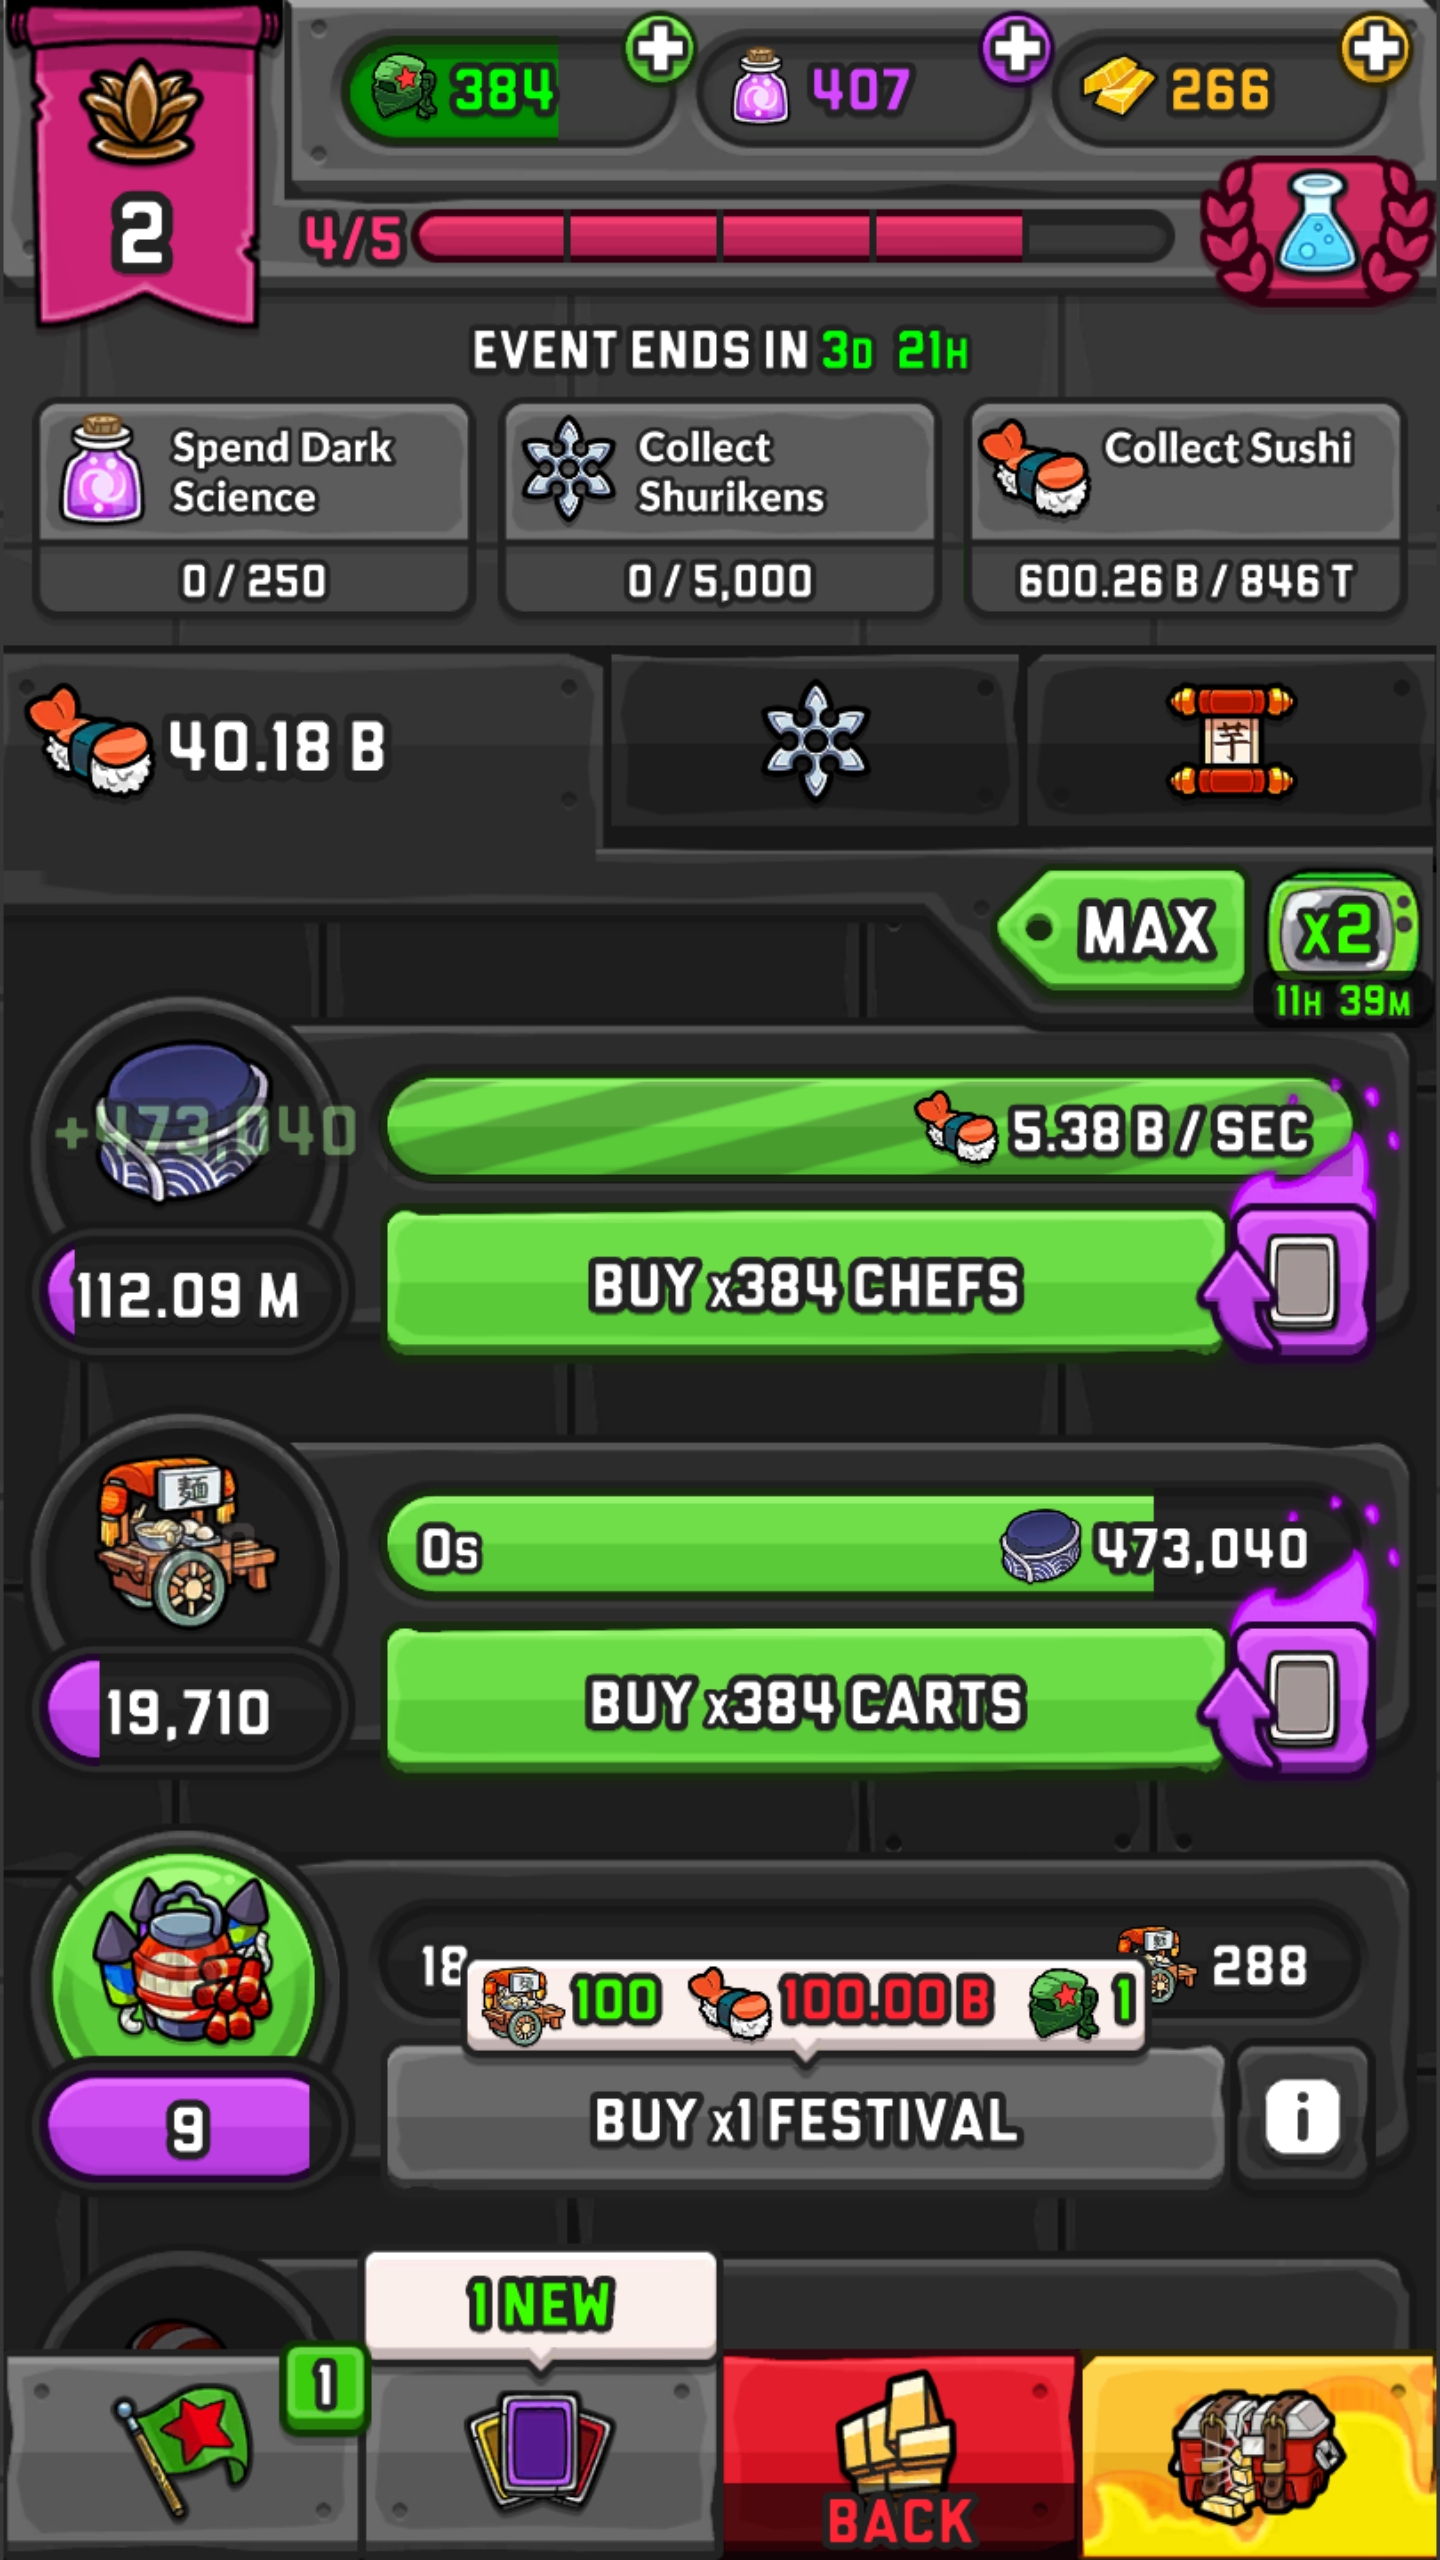 384
407
266
2
4/5
EVENT ENDS IN 3D 21H
Spend Dark
Science
0 / 250
Collect
Shurikens
0 / 5,000
Collect Sushi
600.26 B / 846 T
40.18 B
芋
MAX
x2
11H 39M
+473,040
5.38 B / SEC
112.09 M
BUY x384 CHEFS
麺
0s
473,040
19,710
BUY x384 CARTS
18
288
100
100.00 B
1
9
BUY x1 FESTIVAL
i
1 NEW
1
BACK